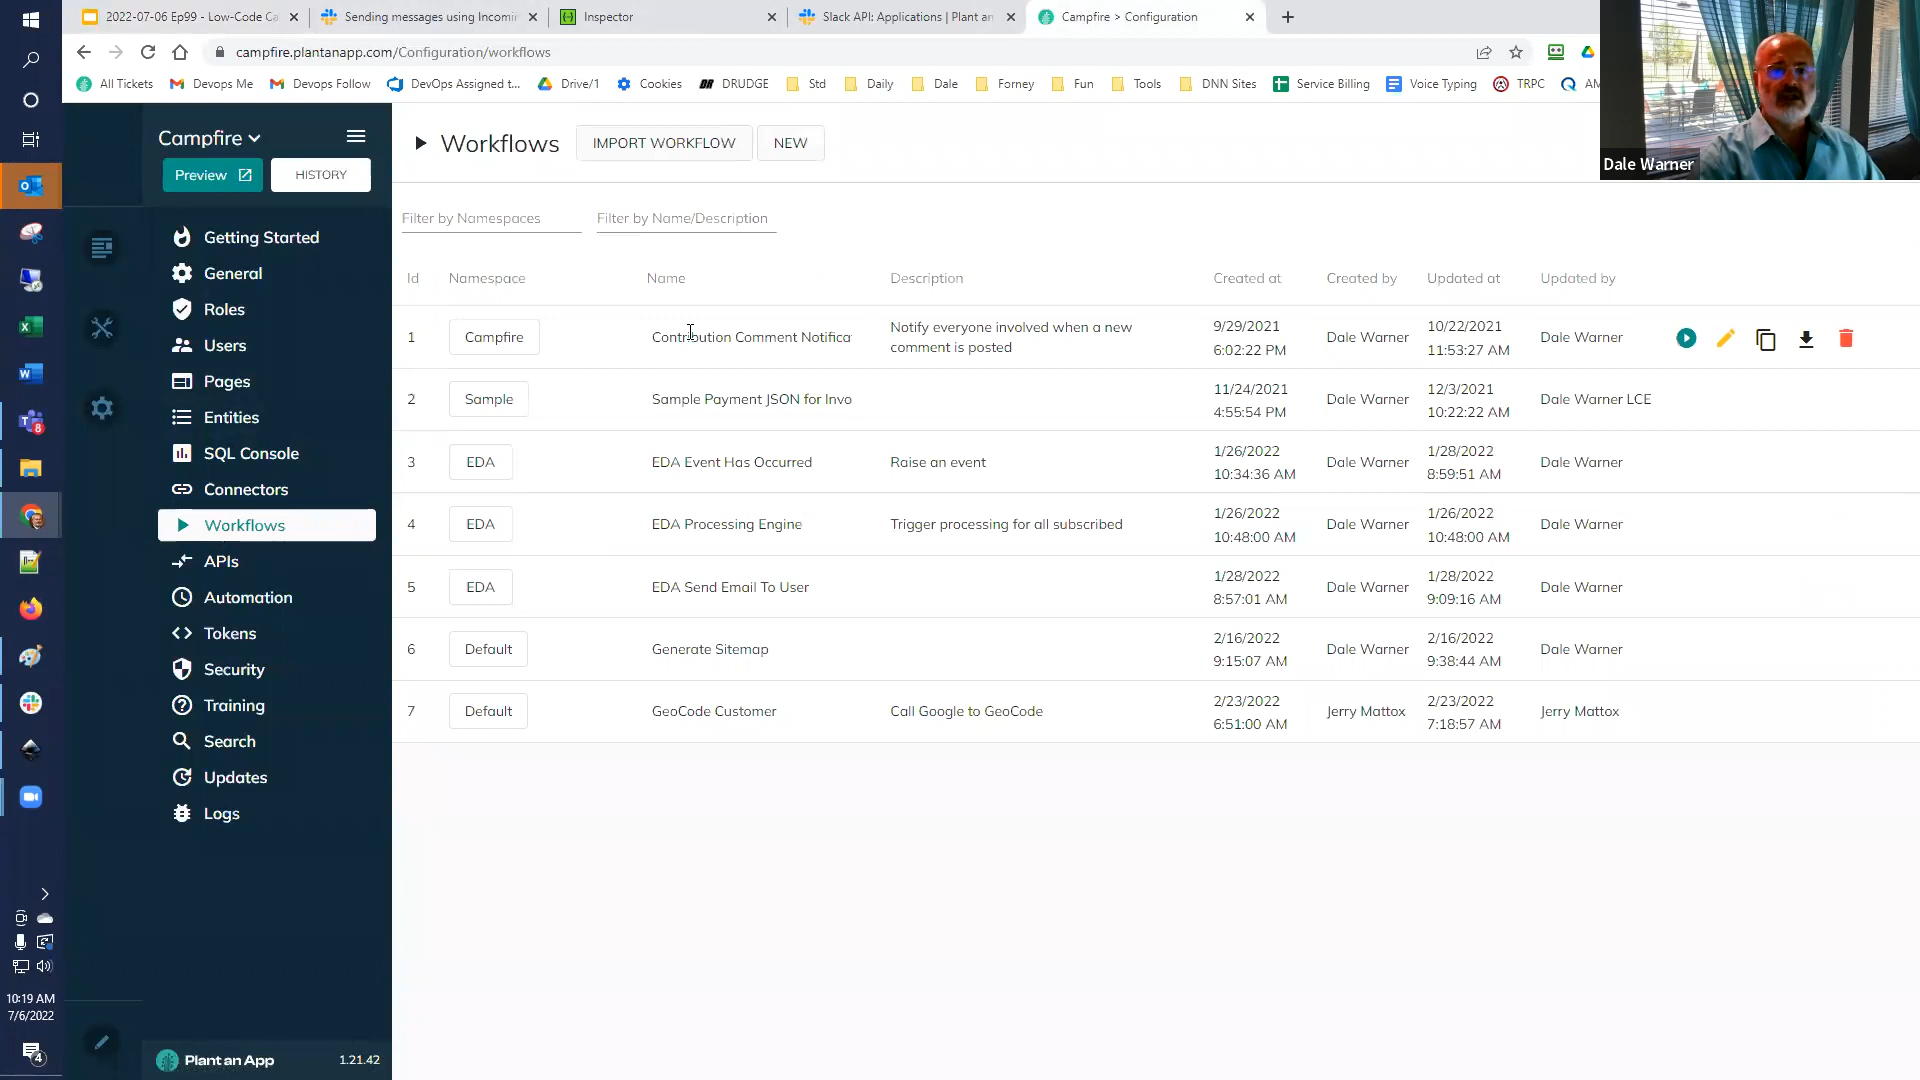 2022-07-06 Ep99 - Low-Code Ca
Sending messages using Incomin
Inspector
Slack API: Applications | Plant an
Campfire > Configuration
campfire.plantanapp.com/Configuration/workflows
All Tickets
Devops Me
Devops Follow
DevOps Assigned t...
Drive/1
Cookies
DRUDGE
Std
Daily
Dale
Forney
Fun
Tools
DNN Sites
Service Billing
Voice Typing
TRPC
AM
Dale Warner
Campfire
Preview
HISTORY
Getting Started
General
Roles
Users
Pages
Entities
SQL Console
Connectors
Workflows
APIs
Automation
Tokens
Security
Training
Search
Updates
Logs
Plant an App
1.21.42
Workflows
IMPORT WORKFLOW
NEW
Filter by Namespaces
Filter by Name/Description
Id Namespace Name Description Created at Created by Updated at Updated by
1 Campfire Contribution Comment Notifica Notify everyone involved when a new comment is posted 9/29/2021 6:02:22 PM Dale Warner 10/22/2021 11:53:27 AM Dale Warner
2 Sample Sample Payment JSON for Invo 11/24/2021 4:55:54 PM Dale Warner 12/3/2021 10:22:22 AM Dale Warner LCE
3 EDA EDA Event Has Occurred Raise an event 1/26/2022 10:34:36 AM Dale Warner 1/28/2022 8:59:51 AM Dale Warner
4 EDA EDA Processing Engine Trigger processing for all subscribed 1/26/2022 10:48:00 AM Dale Warner 1/26/2022 10:48:00 AM Dale Warner
5 EDA EDA Send Email To User 1/28/2022 8:57:01 AM Dale Warner 1/28/2022 9:09:16 AM Dale Warner
6 Default Generate Sitemap 2/16/2022 9:15:07 AM Dale Warner 2/16/2022 9:38:44 AM Dale Warner
7 Default GeoCode Customer Call Google to GeoCode 2/23/2022 6:51:00 AM Jerry Mattox 2/23/2022 7:18:57 AM Jerry Mattox
8
10:19 AM
7/6/2022
4